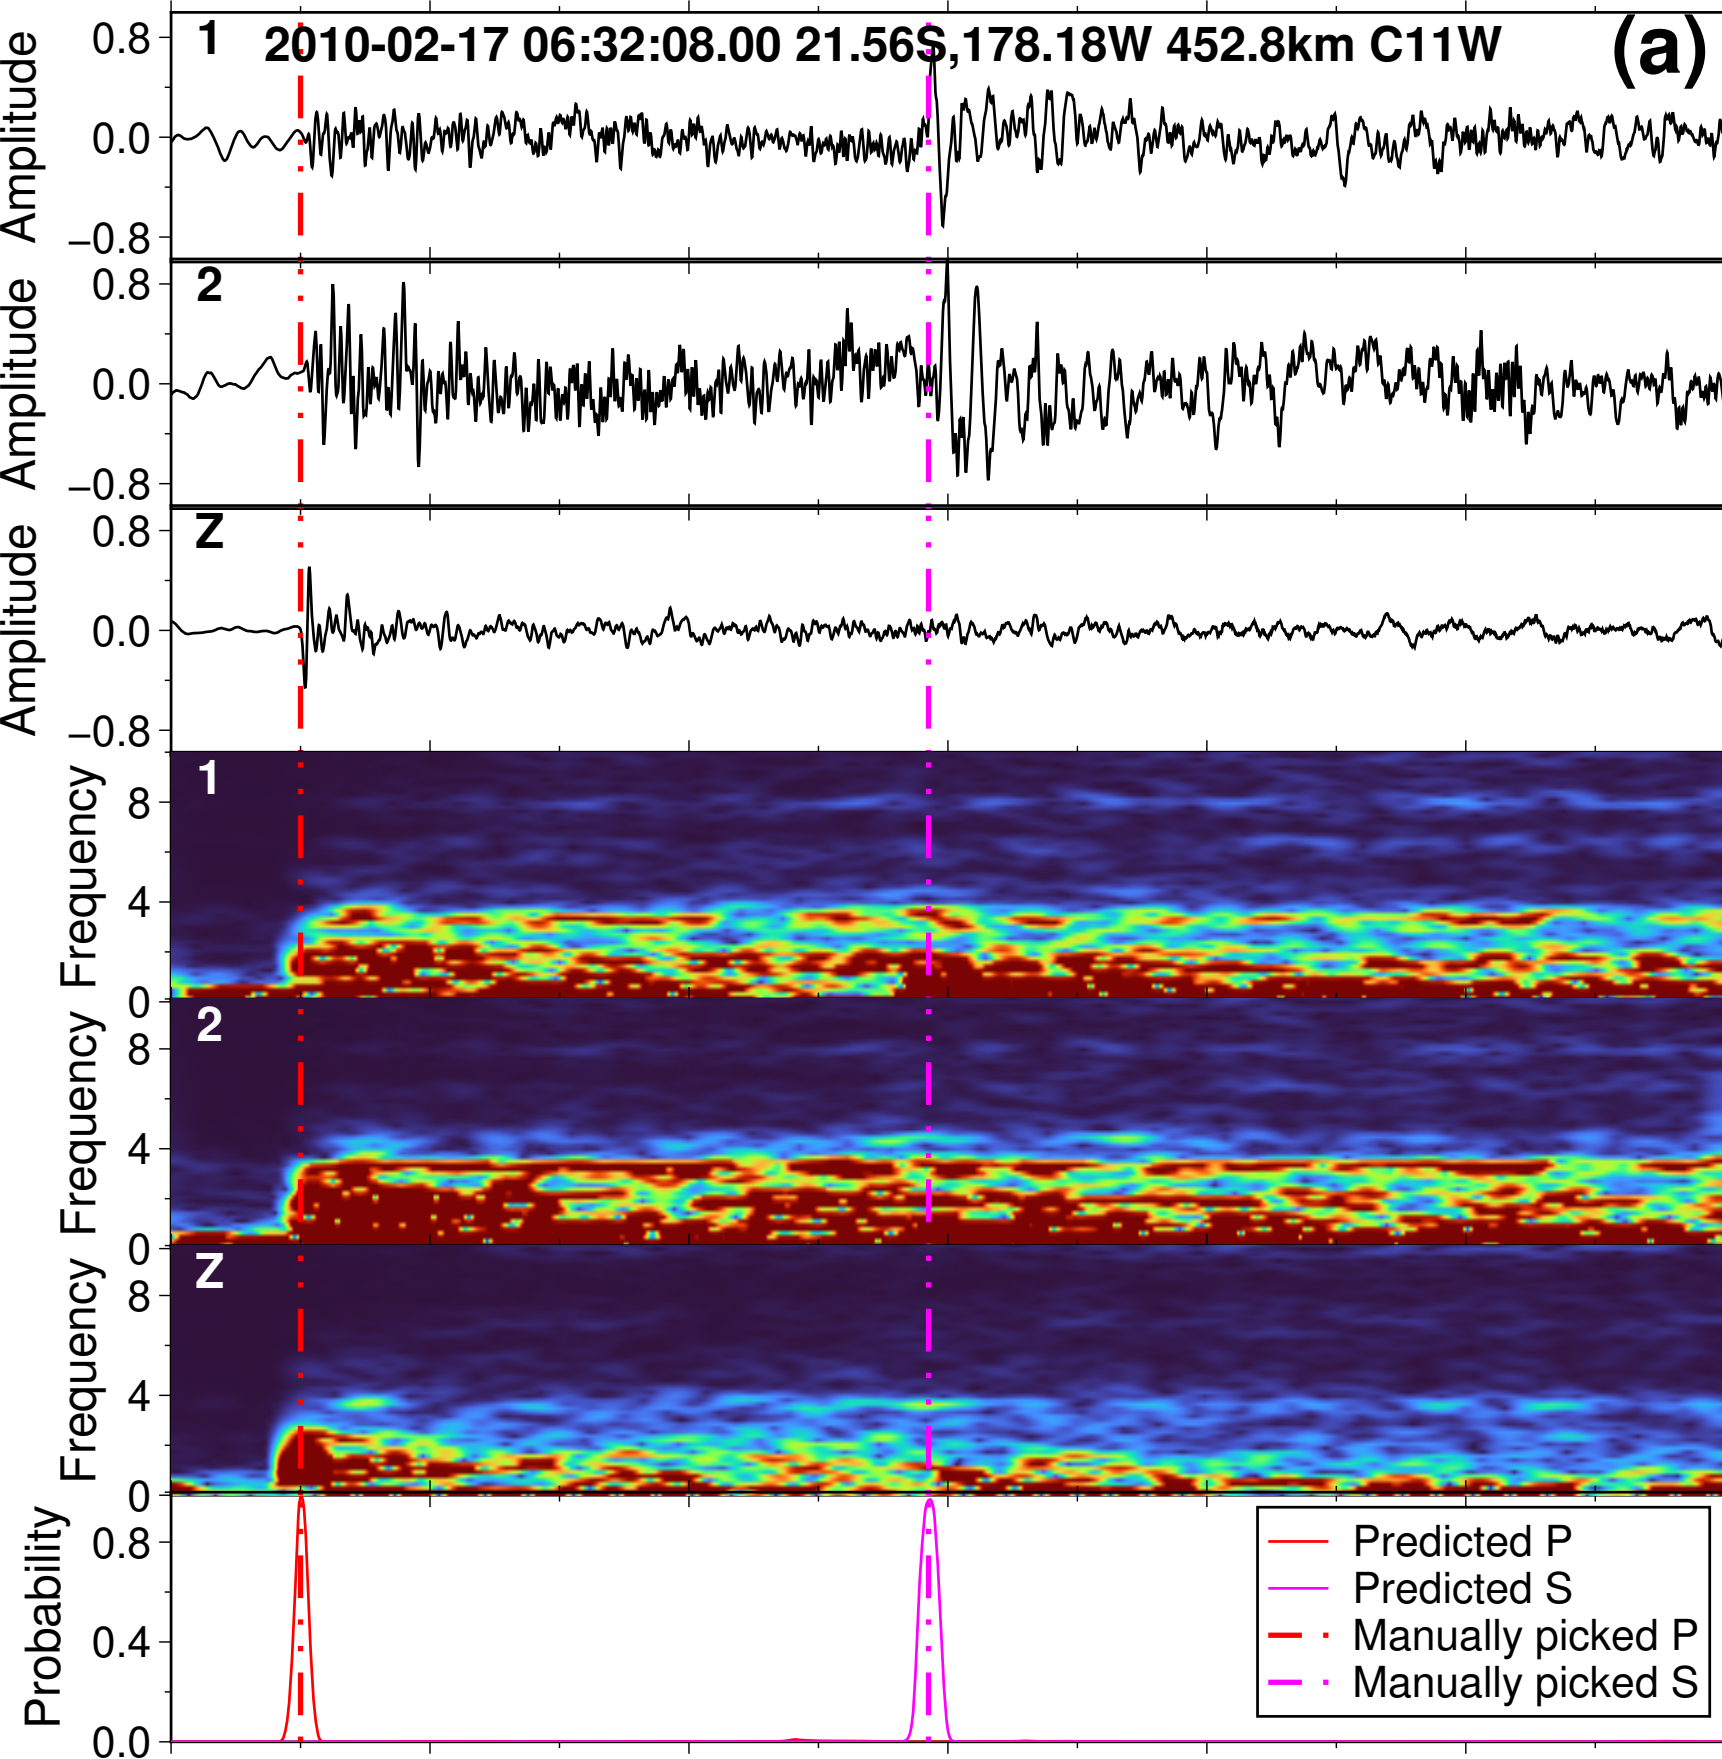 1 2010-02-17 06:32:08.00 21.56S,178.18W 452.8km C11W (a)
Amplitude
0.8
0.0
−0.8
2
Amplitude
0.8
0.0
−0.8
Z
Amplitude
0.8
0.0
−0.8
1
Frequency
8
4
0
2
Frequency
8
4
0
Z
Frequency
8
4
0
Probability
0.8
0.4
0.0
Predicted P
Predicted S
Manually picked P
Manually picked S